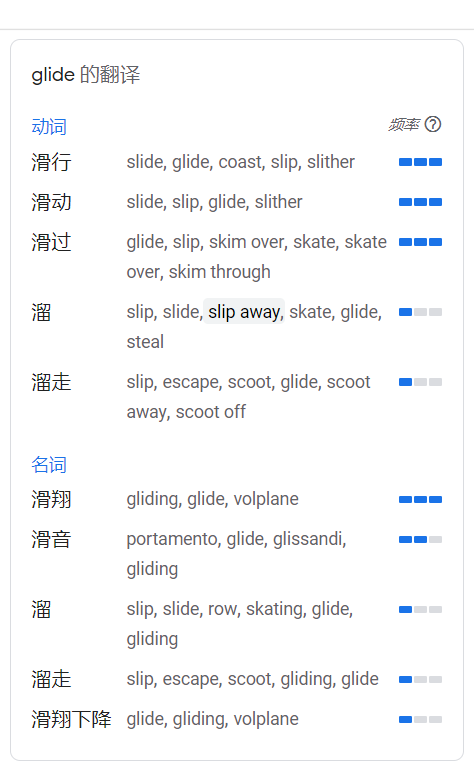 glide 的翻译
动词 频率
滑行 slide, glide, coast, slip, slither
滑动 slide, slip, glide, slither
滑过 glide, slip, skim over, skate, skate
over, skim through
溜 slip, slide, slip away, skate, glide,
steal
溜走 slip, escape, scoot, glide, scoot
away, scoot off
名词
滑翔 gliding, glide, volplane
滑音 portamento, glide, glissandi,
gliding
溜 slip, slide, row, skating, glide,
gliding
溜走 slip, escape, scoot, gliding, glide
滑翔下降 glide, gliding, volplane